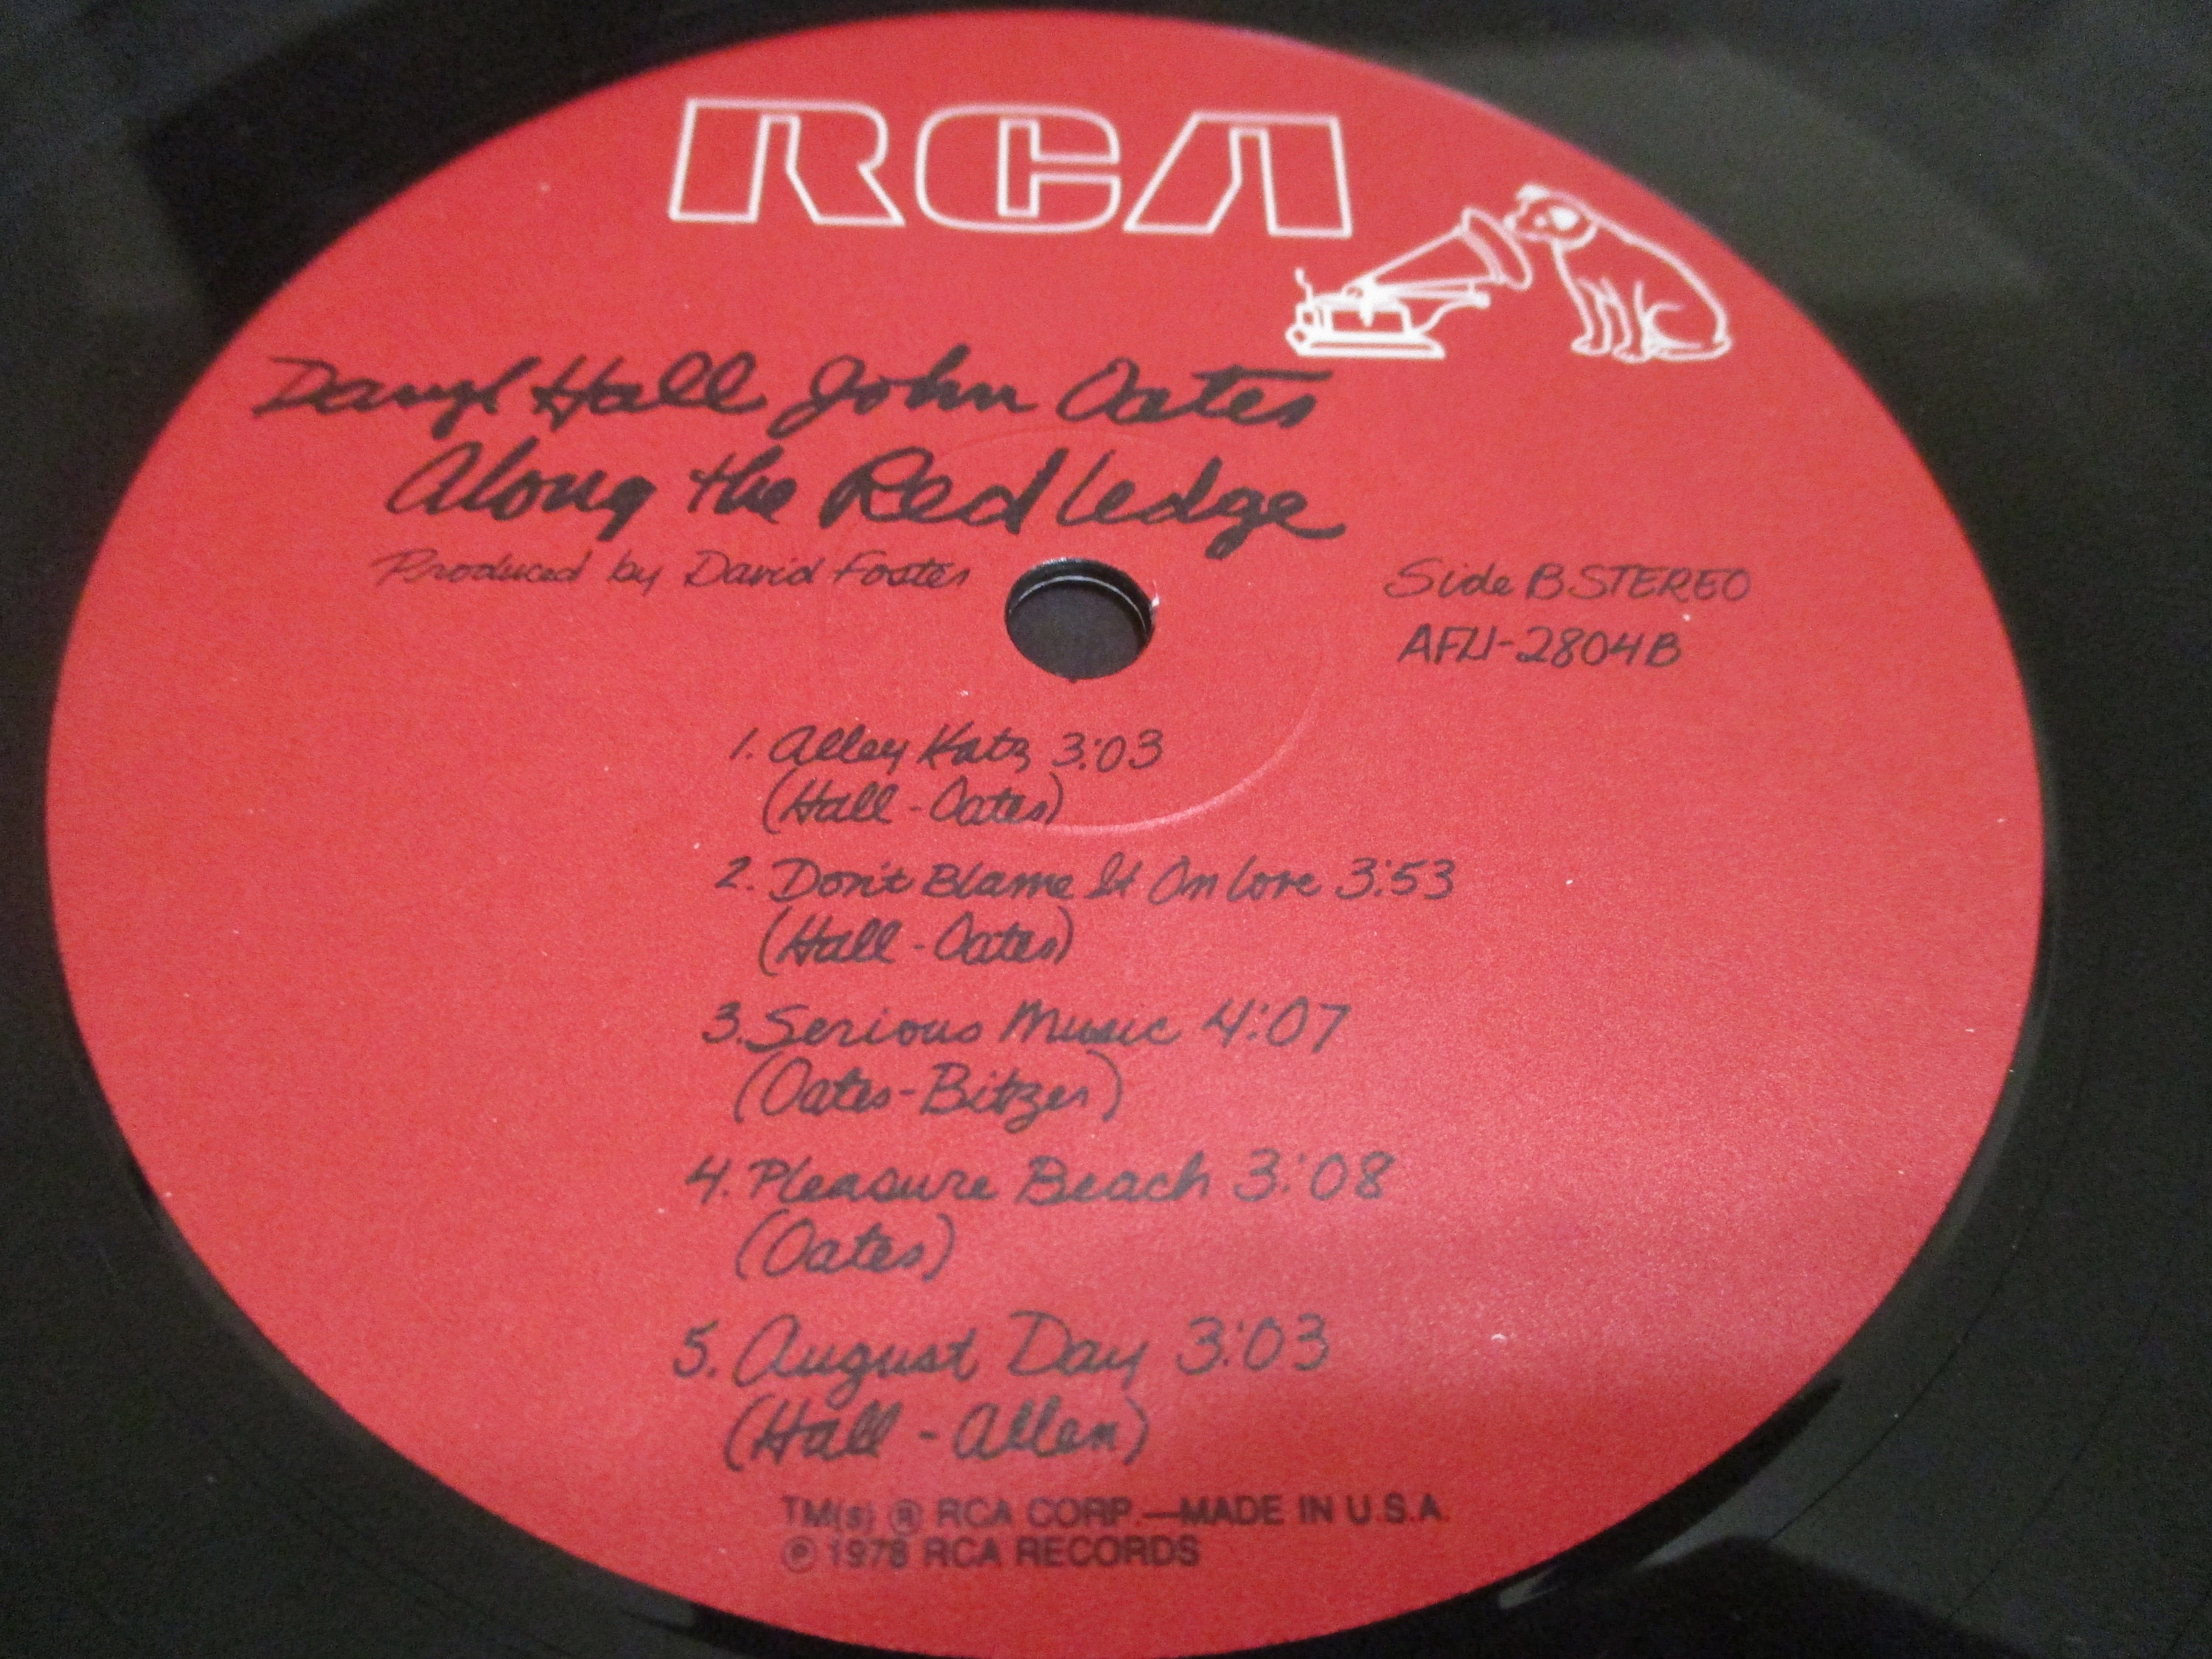 RCA
Daryl Hall John Oates
Along the Red Ledge
Produced by David Foster
Side B STEREO
AFL1-2804B
1. Alley Katz 3:03
(Hall-Oates)
2. Don't Blame It On Love 3:53
(Hall-Oates)
3. Serious Music 4:07
(Oates-Bitzer)
4. Pleasure Beach 3:08
(Oates)
5. August Day 3:03
(Hall-Allen)
TM(s) ® RCA CORP.—MADE IN U.S.A.
℗ 1978 RCA RECORDS